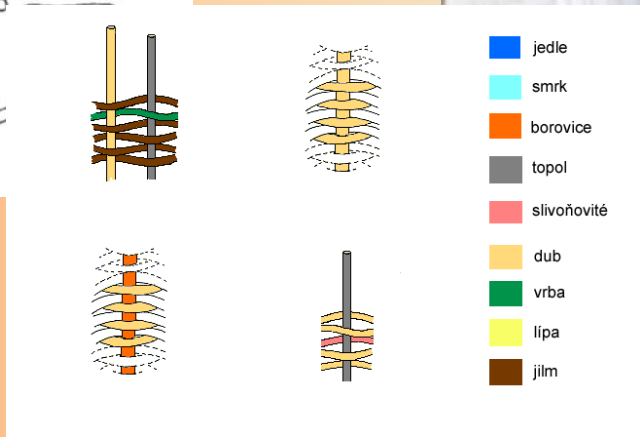 jedle
smrk
borovice
topol
slivoňovité
dub
vrba
lípa
jilm